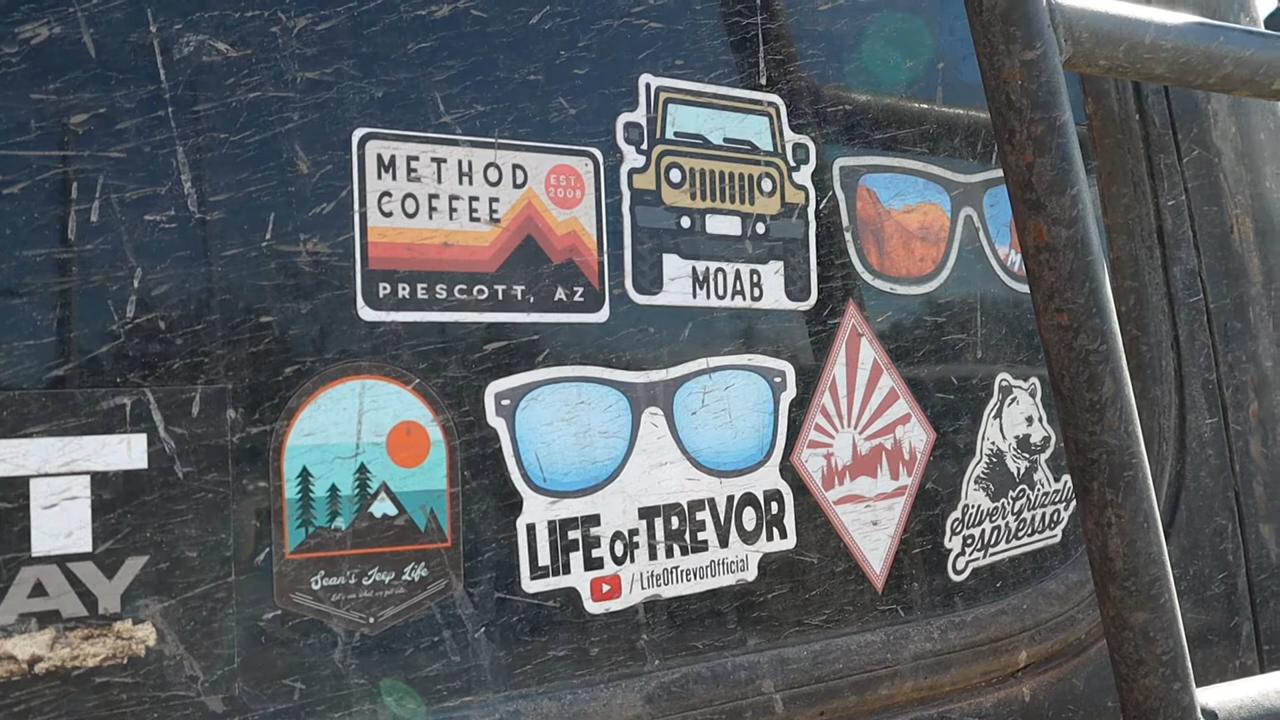 METHOD
COFFEE
EST.
2008
PRESCOTT, AZ
MOAB
T
AY
Sean's Jeep Life
LIFE OF TREVOR
/ LifeOfTrevorOfficial
Silver Grizzly
Espresso